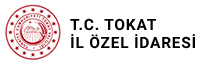 T.C. TOKAT
İL ÖZEL İDARESİ